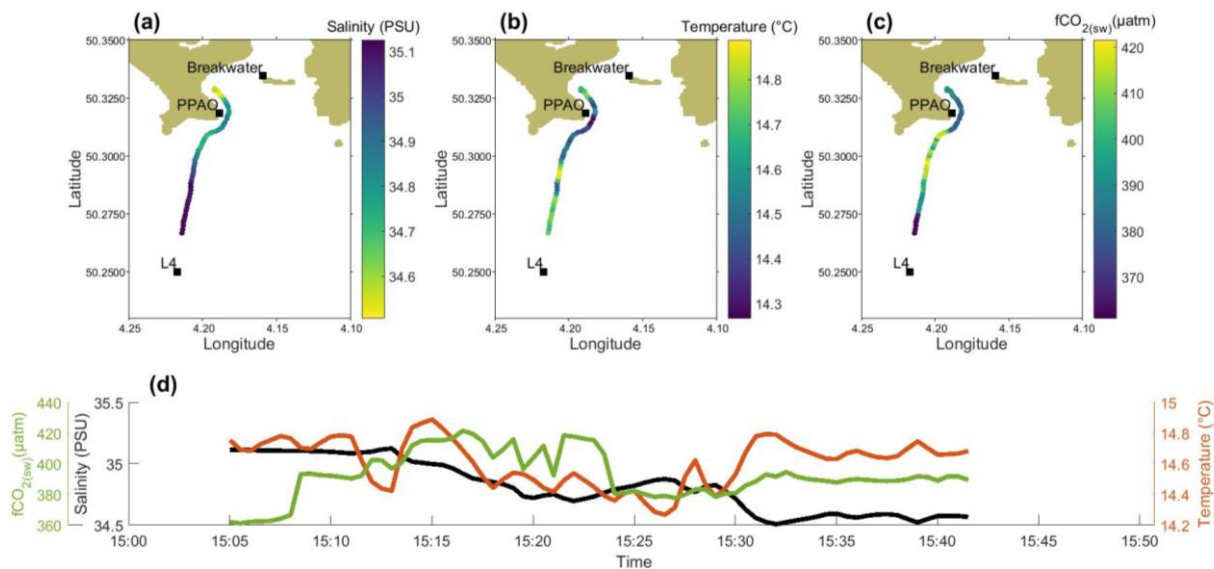 (a)
Salinity (PSU)
50.3500
50.3250
50.3000
50.2750
50.2500
Latitude
Breakwater
PPAO
L4
4.25
4.20
4.15
4.10
Longitude
35.1
35
34.9
34.8
34.7
34.6
(b)
Temperature (°C)
50.3500
50.3250
50.3000
50.2750
50.2500
Latitude
Breakwater
PPAO
L4
4.25
4.20
4.15
4.10
Longitude
14.8
14.7
14.6
14.5
14.4
14.3
(c)
fCO2(sw)(µatm)
50.3500
50.3250
50.3000
50.2750
50.2500
Latitude
Breakwater
PPAO
L4
4.25
4.20
4.15
4.10
Longitude
420
410
400
390
380
370
(d)
fCO2(sw)(µatm)
440
420
400
380
360
Salinity (PSU)
35.5
35
34.5
15:00
15:05
15:10
15:15
15:20
15:25
15:30
15:35
15:40
15:45
15:50
Time
15
14.8
14.6
14.4
14.2
Temperature (°C)